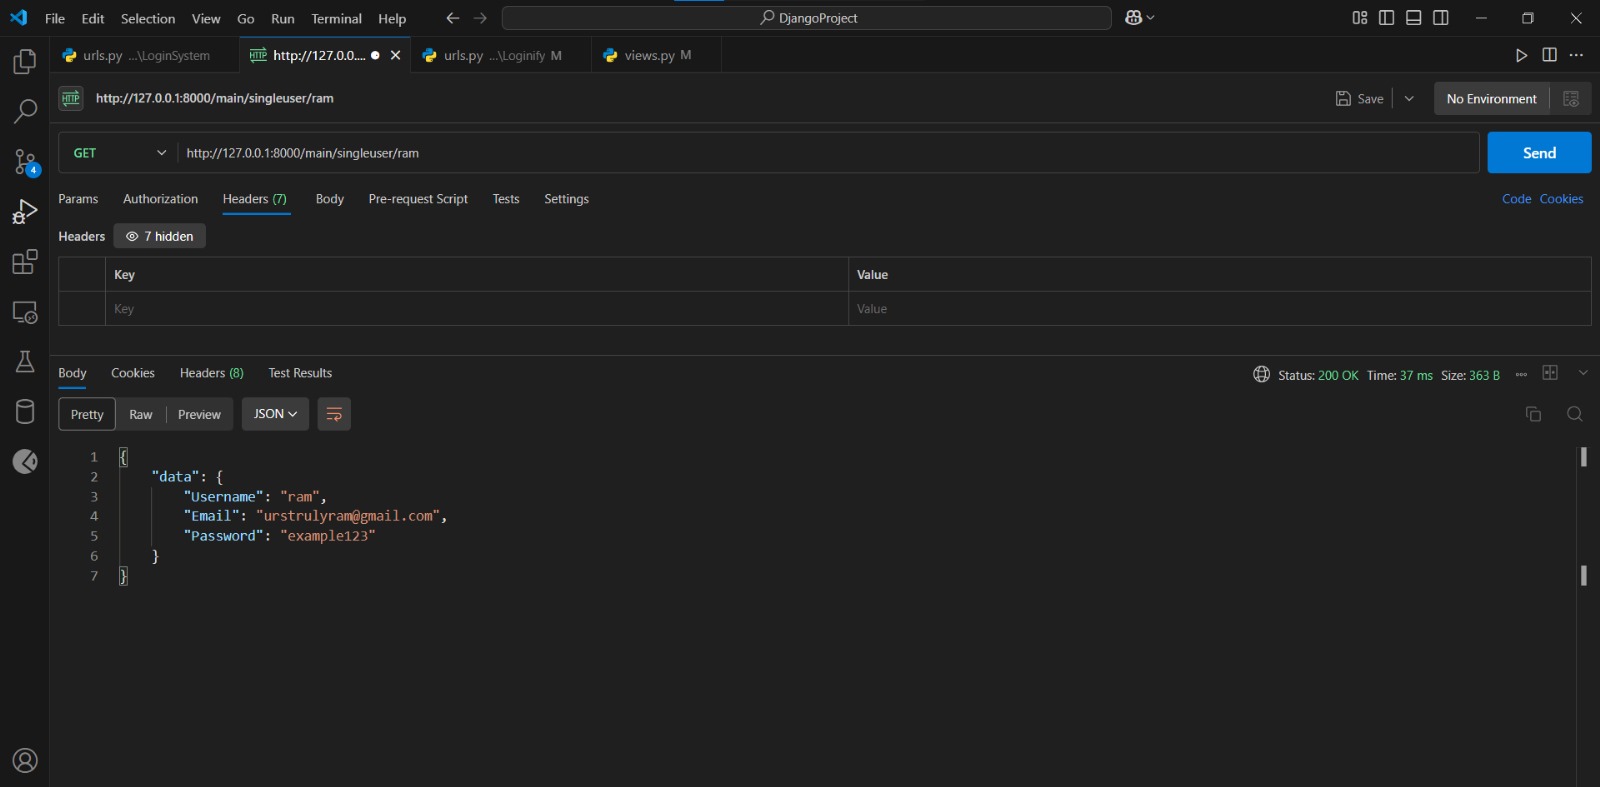 File Edit Selection View Go Run Terminal Help DjangoProject
urls.py ...\LoginSystem http://127.0.0.... urls.py ...\Loginify M views.py M
HTTP http://127.0.0.1:8000/main/singleuser/ram Save No Environment
GET http://127.0.0.1:8000/main/singleuser/ram Send
4
Params Authorization Headers (7) Body Pre-request Script Tests Settings Code Cookies
Headers 7 hidden
Key Value
Key Value
Body Cookies Headers (8) Test Results Status: 200 OK Time: 37 ms Size: 363 B
Pretty Raw Preview JSON
1 {
2 "data": {
3 "Username": "ram",
4 "Email": "urstrulyram@gmail.com",
5 "Password": "example123"
6 }
7 }